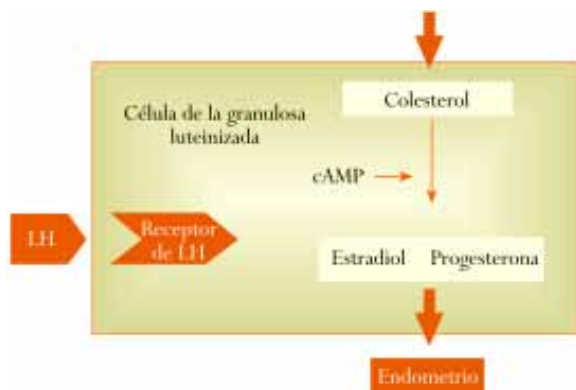 Colesterol
Célula de la granulosa
luteinizada
cAMP
LH
Receptor
de LH
Estradiol Progesterona
Endometrio